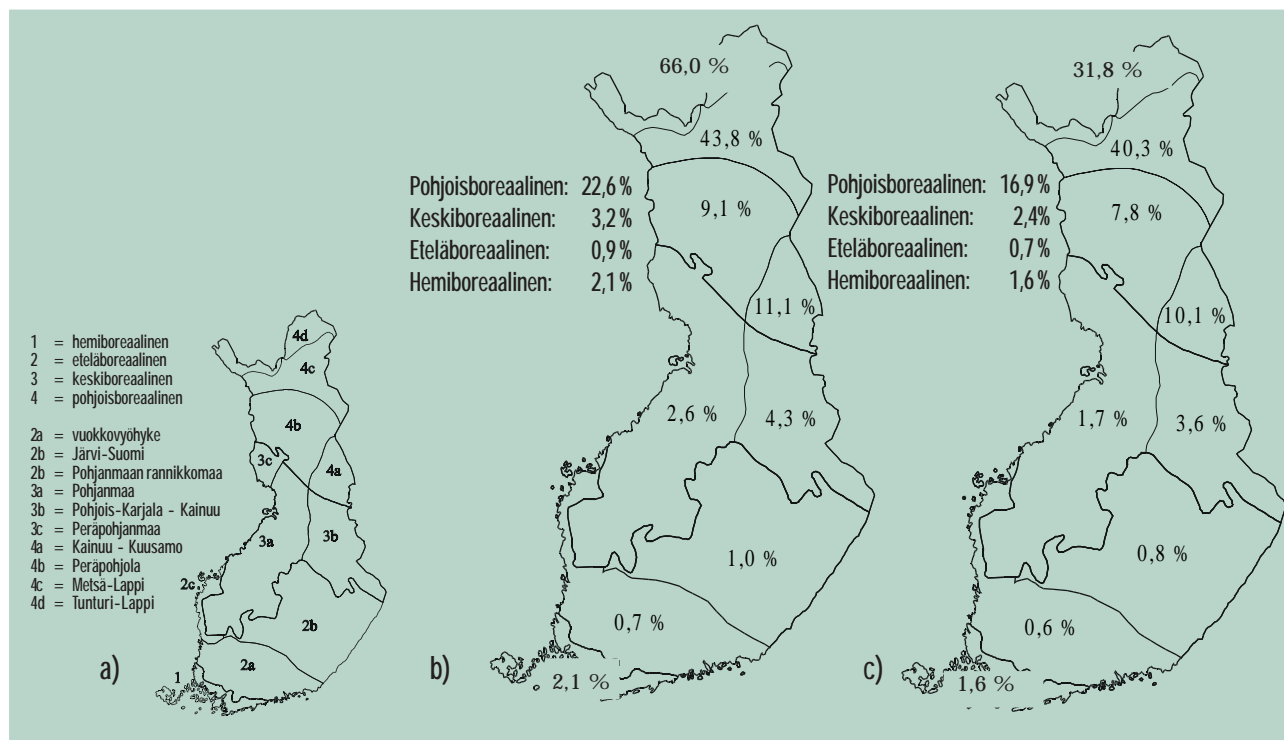 1 = hemiboreaalinen
2 = eteläboreaalinen
3 = keskiboreaalinen
4 = pohjoisboreaalinen
2a = vuokkovyöhyke
2b = Järvi-Suomi
2b = Pohjanmaan rannikkomaa
3a = Pohjanmaa
3b = Pohjois-Karjala - Kainuu
3c = Peräpohjanmaa
4a = Kainuu - Kuusamo
4b = Peräpohjola
4c = Metsä-Lappi
4d = Tunturi-Lappi
4d
4c
4b
3c
4a
3a
3b
2c
2b
2a
1
a)
66,0 %
43,8 %
Pohjoisboreaalinen: 22,6 %
Keskiboreaalinen: 3,2 %
Eteläboreaalinen: 0,9 %
Hemiboreaalinen: 2,1 %
9,1 %
11,1 %
2,6 %
4,3 %
1,0 %
0,7 %
2,1 %
b)
31,8 %
40,3 %
Pohjoisboreaalinen: 16,9 %
Keskiboreaalinen: 2,4 %
Eteläboreaalinen: 0,7 %
Hemiboreaalinen: 1,6 %
7,8 %
10,1 %
1,7 %
3,6 %
0,8 %
0,6 %
1,6 %
c)